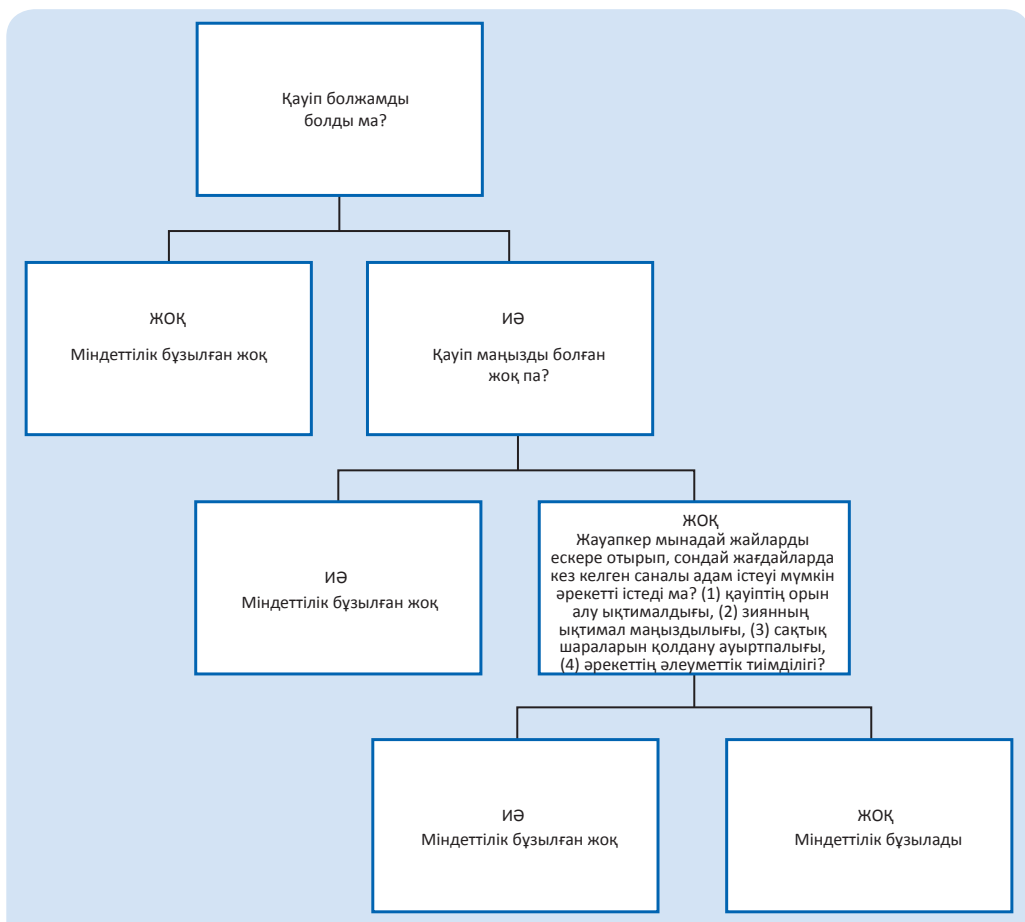 Қауіп болжамды
болды ма?
ЖОҚ
Міндеттілік бұзылған жоқ
ИӘ
Қауіп маңызды болған
жоқ па?
ИӘ
Міндеттілік бұзылған жоқ
ЖОҚ
Жауапкер мынадай жайларды
ескере отырып, сондай жағдайларда
кез келген саналы адам істеуі мүмкін
әрекетті істеді ма? (1) қауіптің орын
алу ықтималдығы, (2) зиянның
ықтимал маңыздылығы, (3) сақтық
шараларын қолдану ауыртпалығы,
(4) әрекеттің әлеуметтік тиімділігі?
ИӘ
Міндеттілік бұзылған жоқ
ЖОҚ
Міндеттілік бұзылады